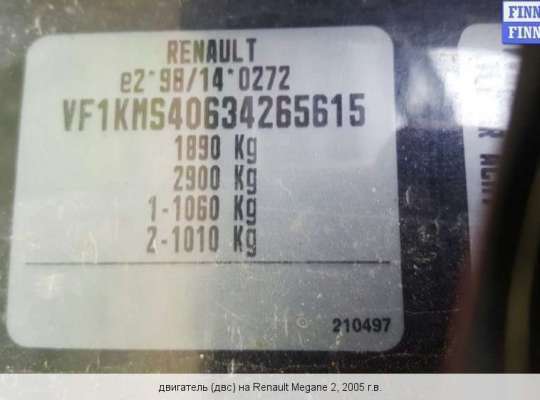 FINN
FINN
RENAULT
e2*98/14*0272
VF1KMS40634265615
1890 Kg
2900 Kg
1-1060 Kg
2-1010 Kg
210497
двигатель (двс) на Renault Megane 2, 2005 г.в.